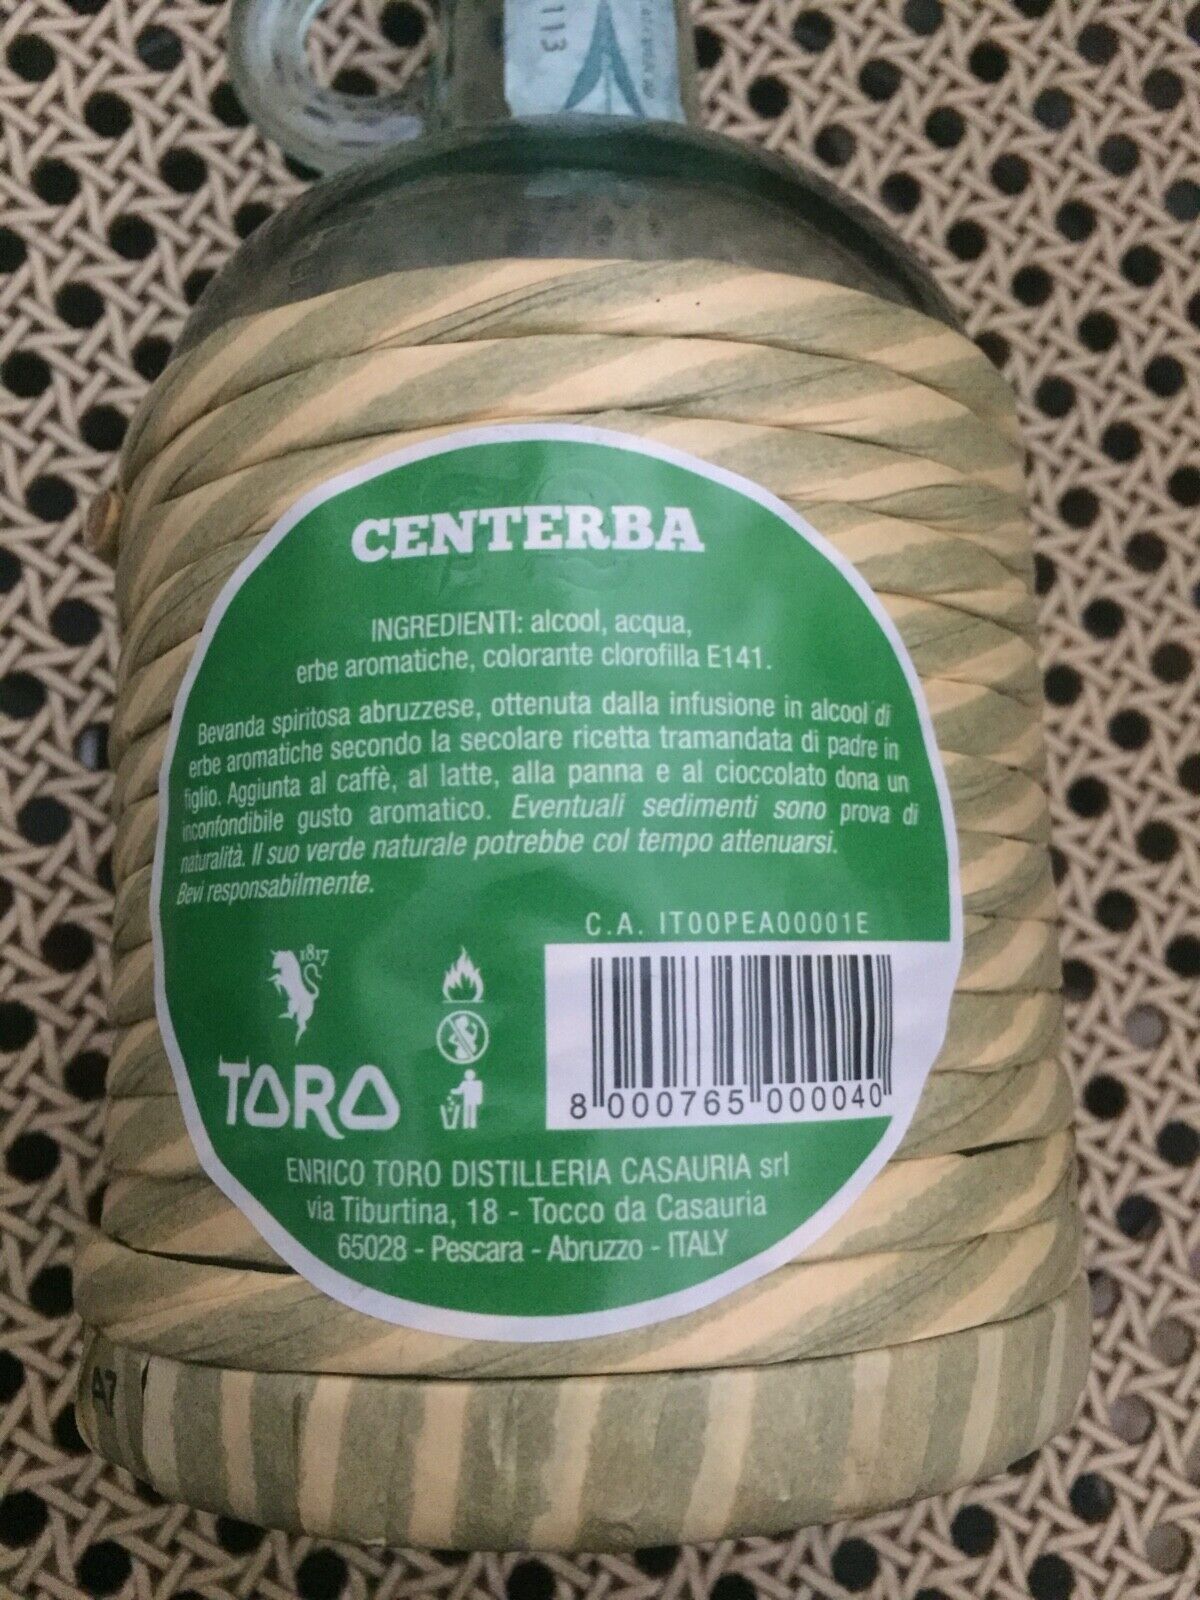 113
CENTERBA
INGREDIENTI: alcool, acqua,
erbe aromatiche, colorante clorofilla E141.
Bevanda spiritosa abruzzese, ottenuta dalla infusione in alcool di
erbe aromatiche secondo la secolare ricetta tramandata di padre in
figlio. Aggiunta al caffè, al latte, alla panna e al cioccolato dona un
inconfondibile gusto aromatico. Eventuali sedimenti sono prova di
naturalità. Il suo verde naturale potrebbe col tempo attenuarsi.
Bevi responsabilmente.
C.A. IT00PEA00001E
1817
TORO
8 000765 000040
ENRICO TORO DISTILLERIA CASAURIA srl
via Tiburtina, 18 - Tocco da Casauria
65028 - Pescara - Abruzzo - ITALY
A7